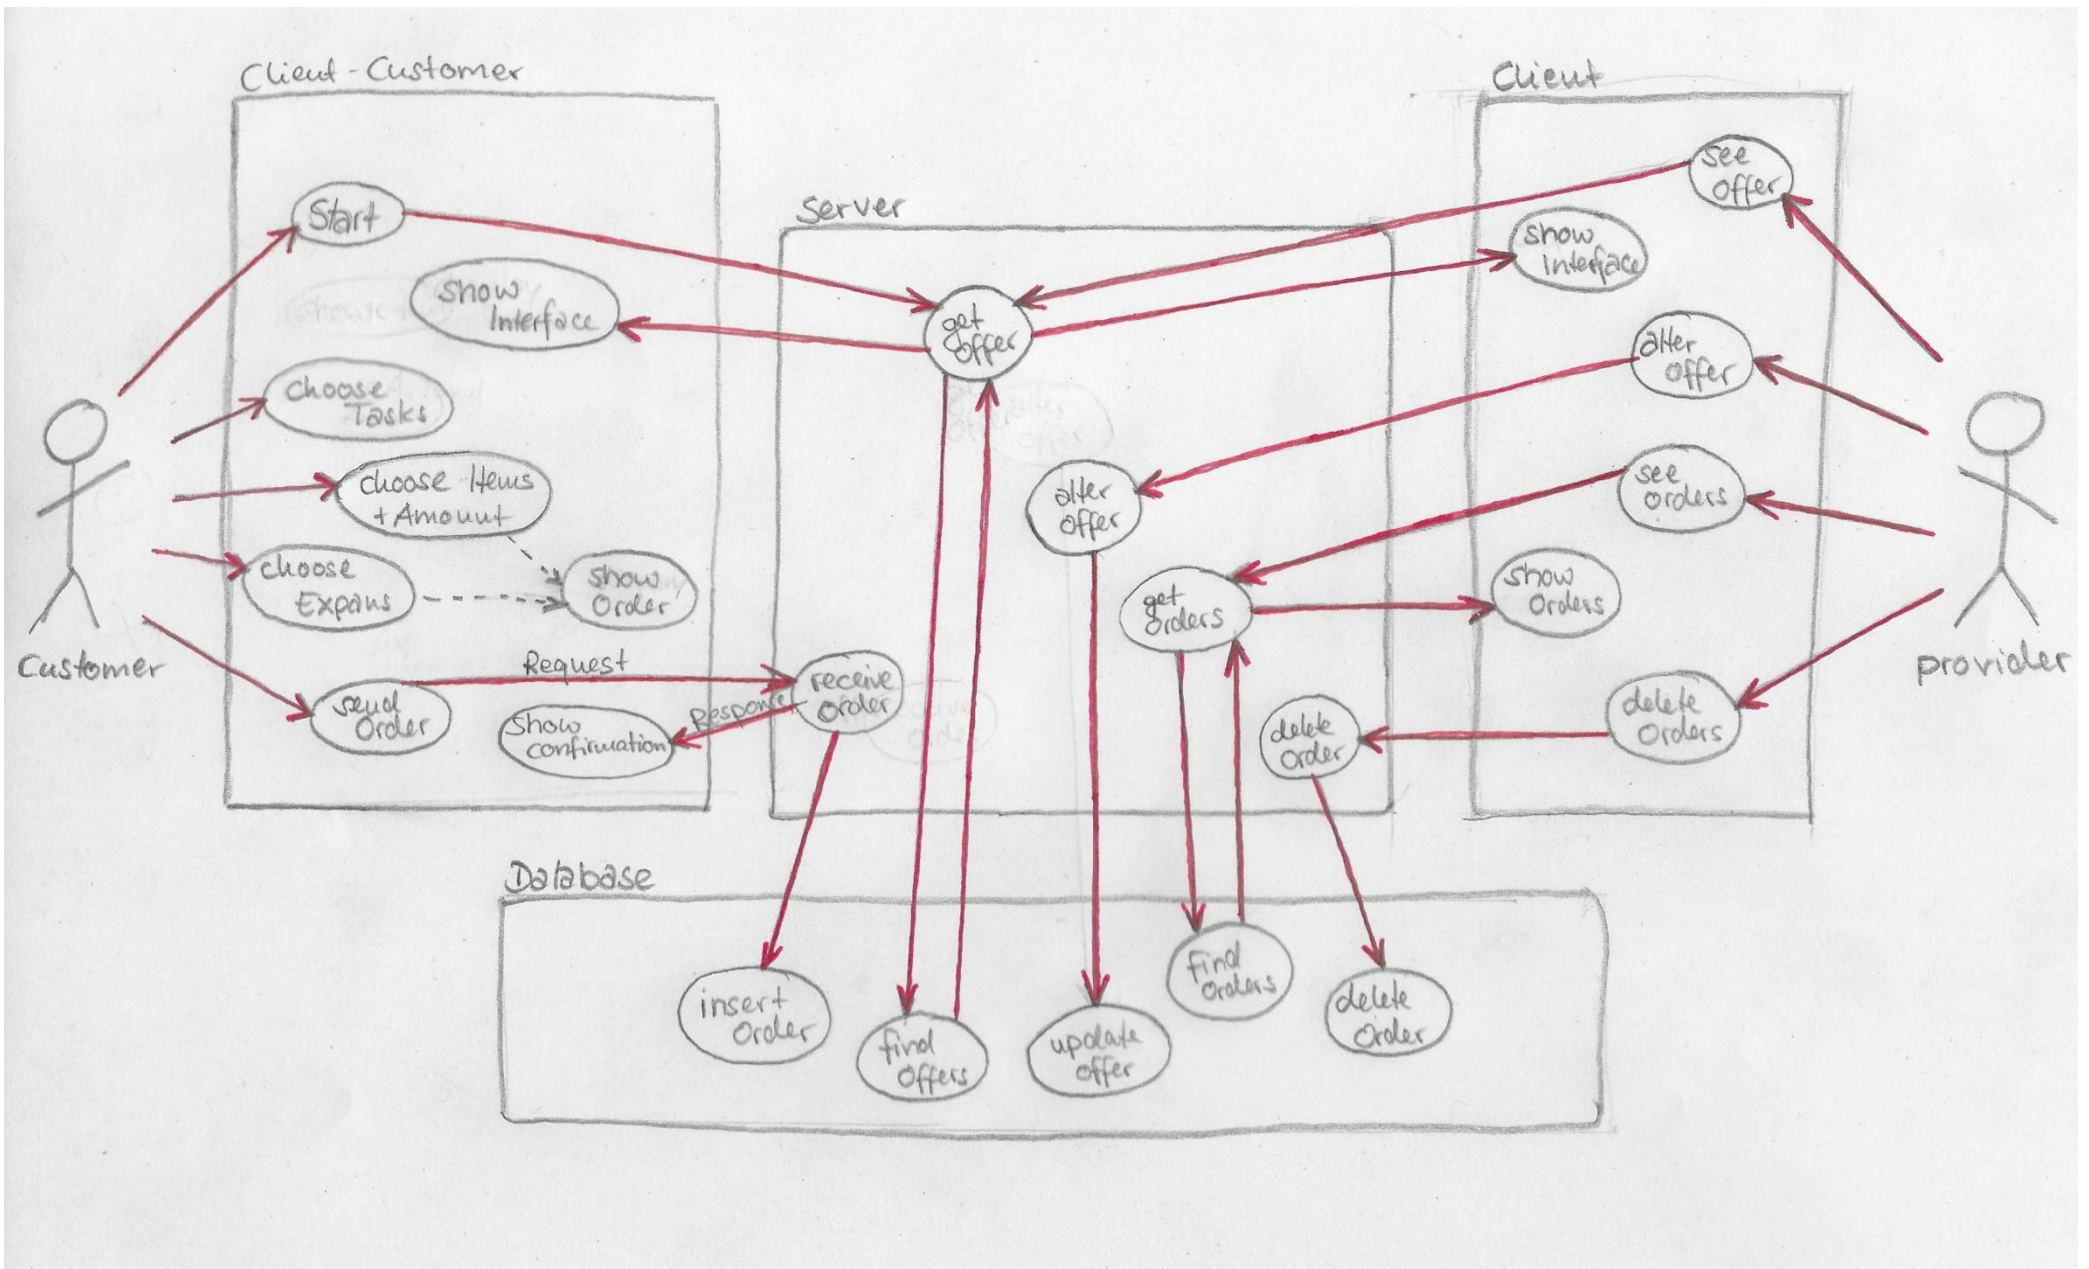 Client-Customer
Client
Server
Start
show
Interface
choose
Tasks
choose Items
+ Amount
choose
Expans
show
Order
send
Order
Show
confirmation
Request
Response
Customer
get
offer
alter
offer
get
orders
receive
order
delete
order
see
offer
show
Interface
alter
offer
see
orders
show
Orders
delete
Orders
provider
Database
insert
Order
find
Offers
update
offer
find
orders
delete
order